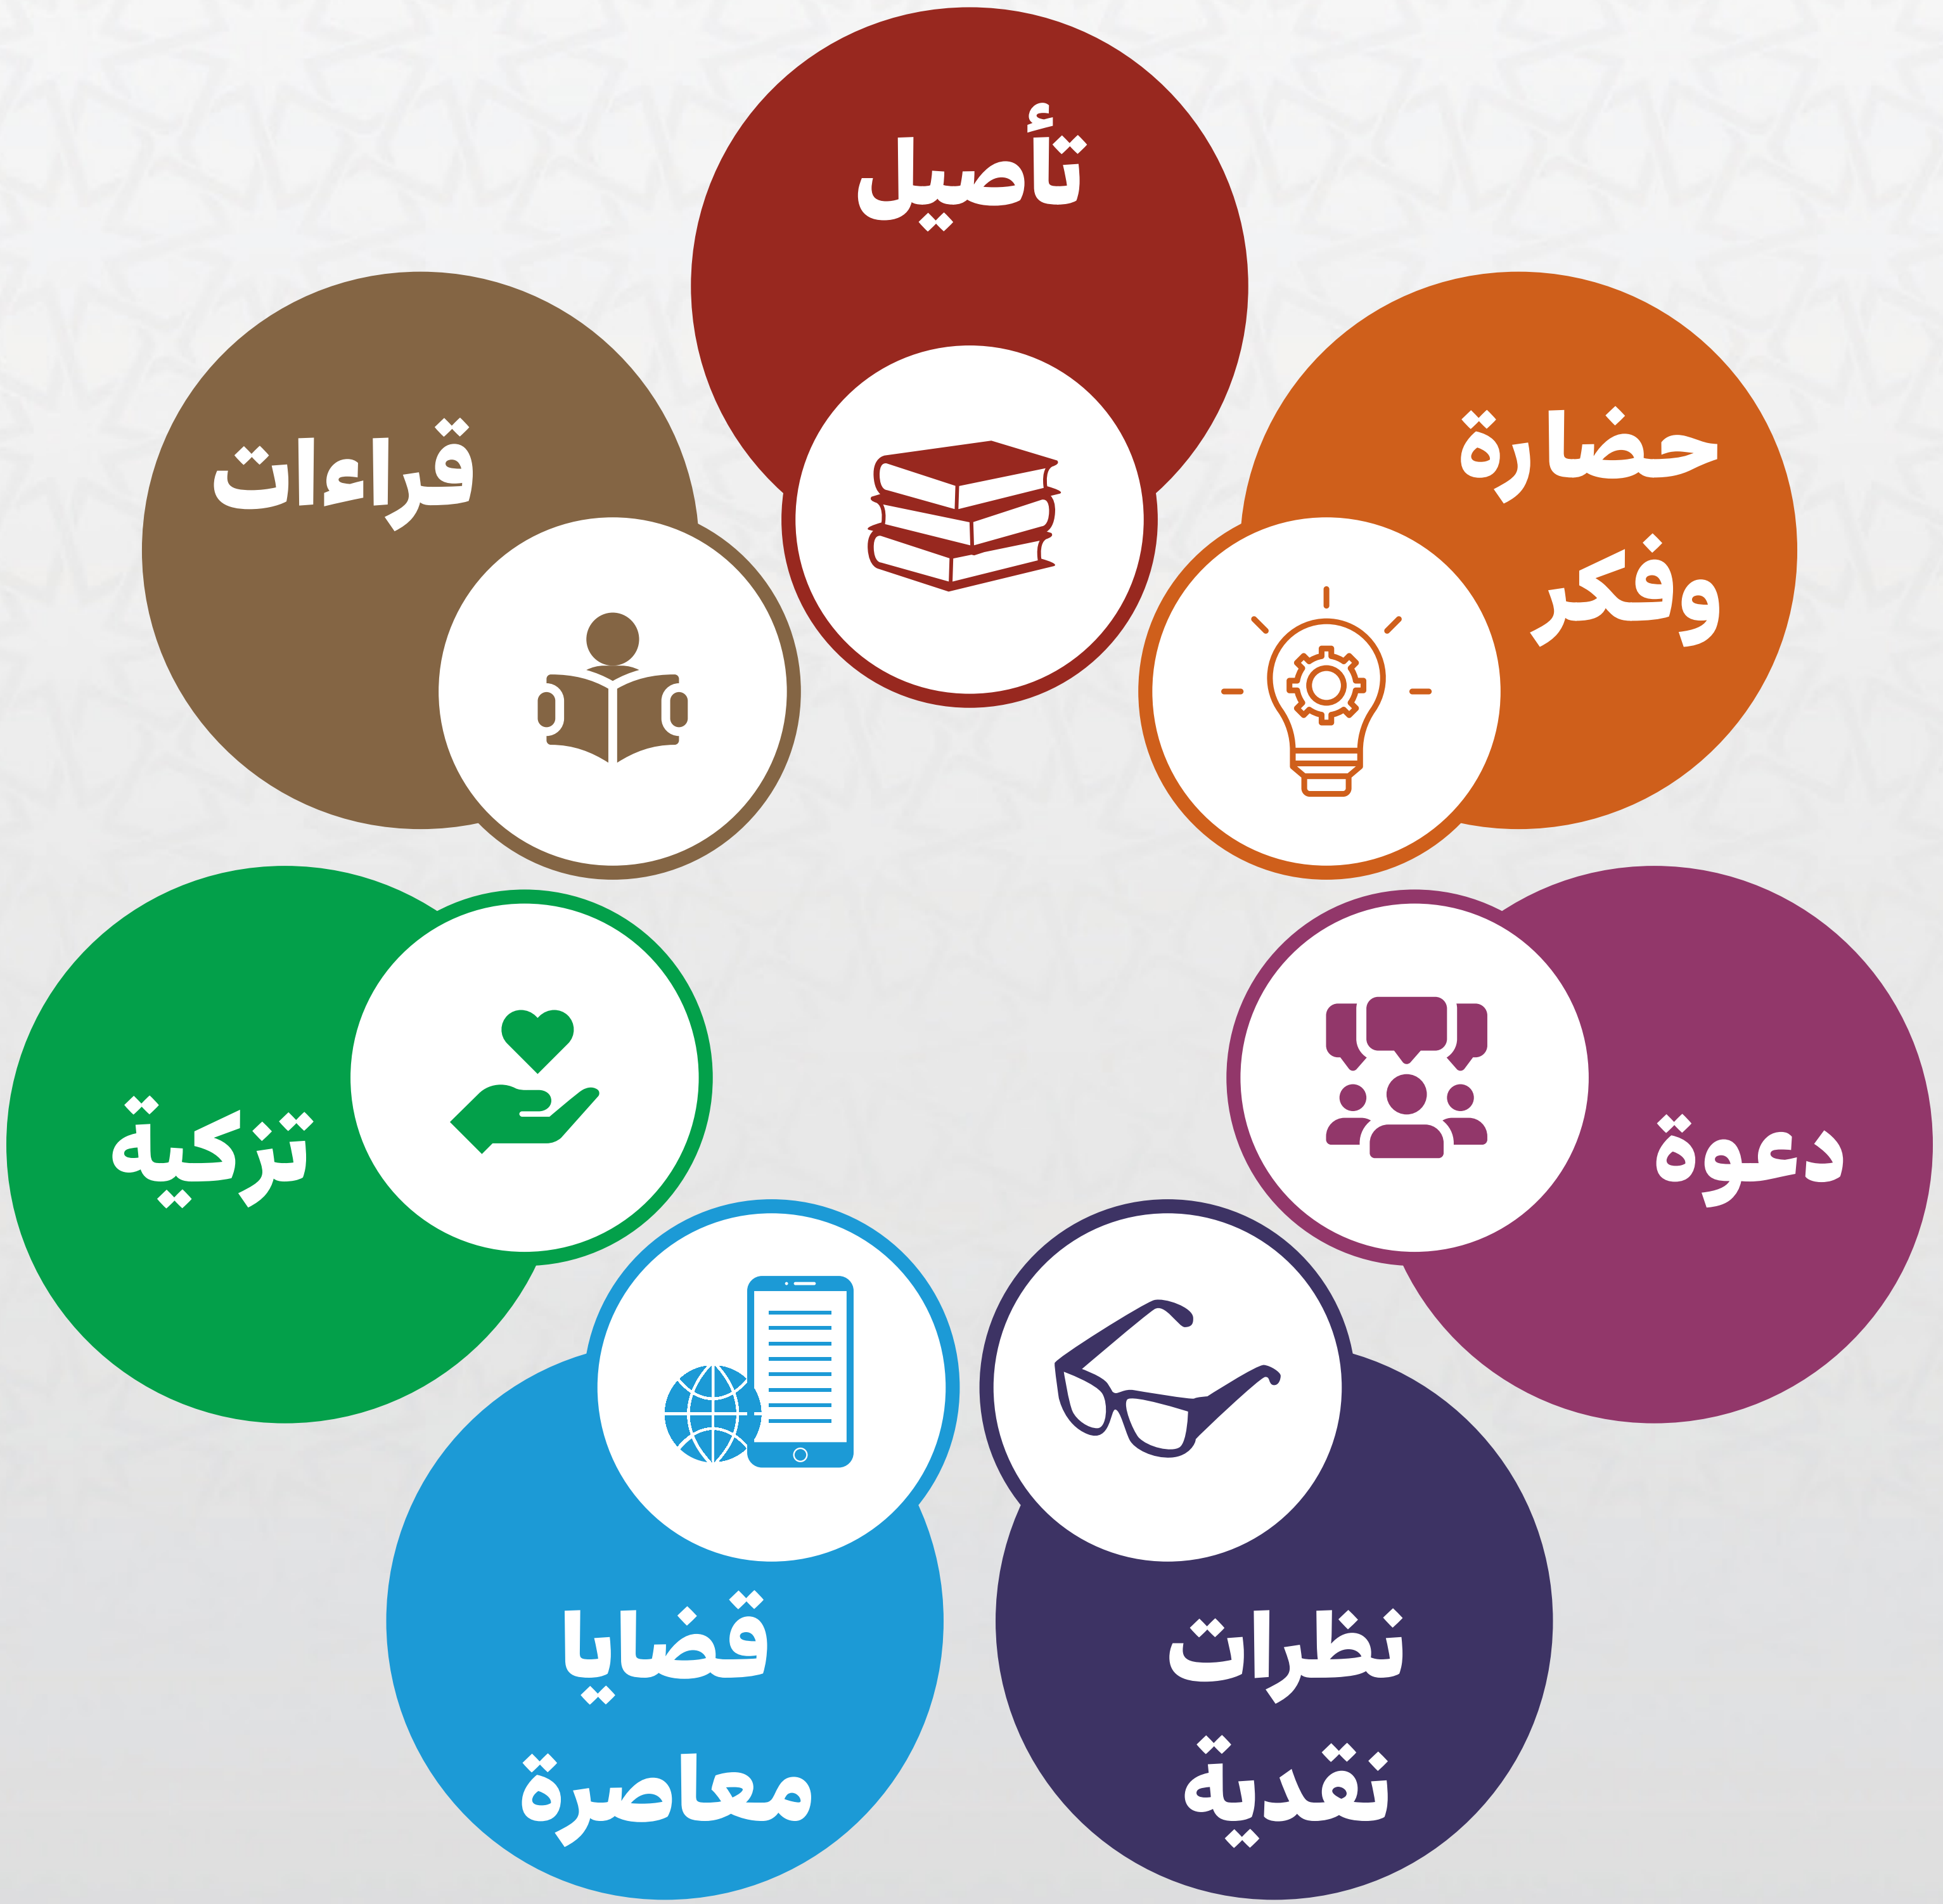 تأصيل
حضارة
وفكر
دعوة
نظرات
نقدية
قضايا
معاصرة
تزكية
قراءات